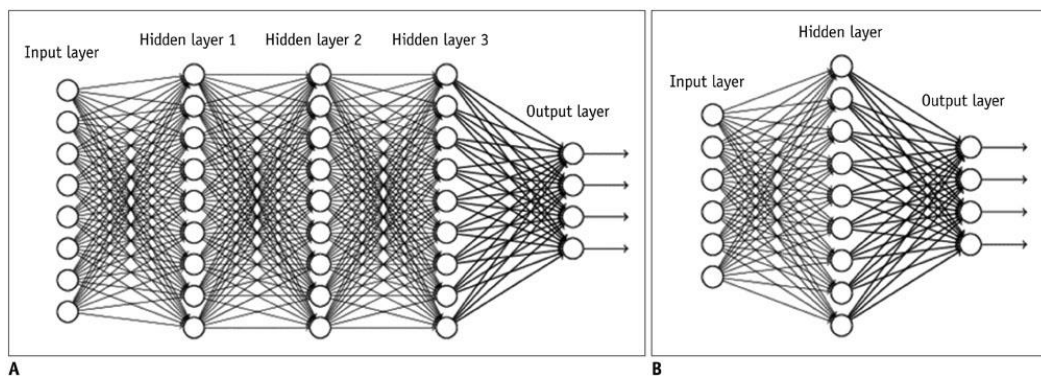 Input layer
Hidden layer 1
Hidden layer 2
Hidden layer 3
Output layer
A
Input layer
Hidden layer
Output layer
B